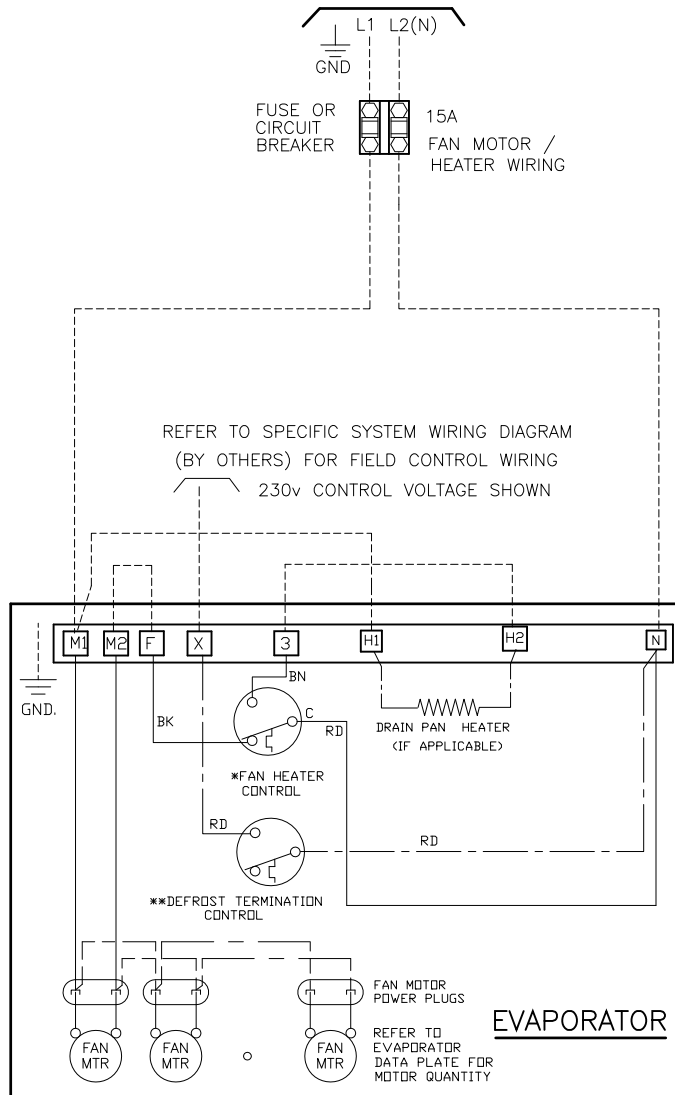 L1 L2(N)
GND
FUSE OR
CIRCUIT
BREAKER
15A
FAN MOTOR /
HEATER WIRING
REFER TO SPECIFIC SYSTEM WIRING DIAGRAM
(BY OTHERS) FOR FIELD CONTROL WIRING
230v CONTROL VOLTAGE SHOWN
M1 M2 F X 3 H1 H2 N
GND.
BN
BK
C
RD
DRAIN PAN HEATER
(IF APPLICABLE)
*FAN HEATER
CONTROL
RD
RD
**DEFROST TERMINATION
CONTROL
FAN MOTOR
POWER PLUGS
EVAPORATOR
FAN
MTR
FAN
MTR
FAN
MTR
REFER TO
EVAPORATOR
DATA PLATE FOR
MOTOR QUANTITY